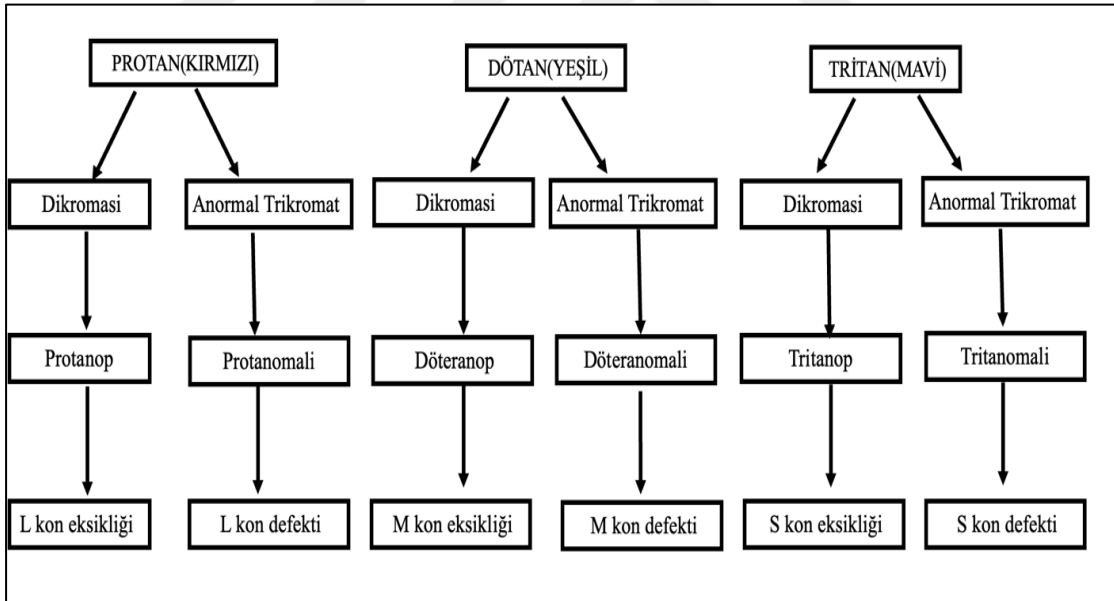 PROTAN(KIRMIZI)
DÖTAN(YEŞİL)
TRİTAN(MAVİ)
Dikromasi
Anormal Trikromat
Dikromasi
Anormal Trikromat
Dikromasi
Anormal Trikromat
Protanop
Protanomali
Döteranop
Döteranomali
Tritanop
Tritanomali
L kon eksikliği
L kon defekti
M kon eksikliği
M kon defekti
S kon eksikliği
S kon defekti